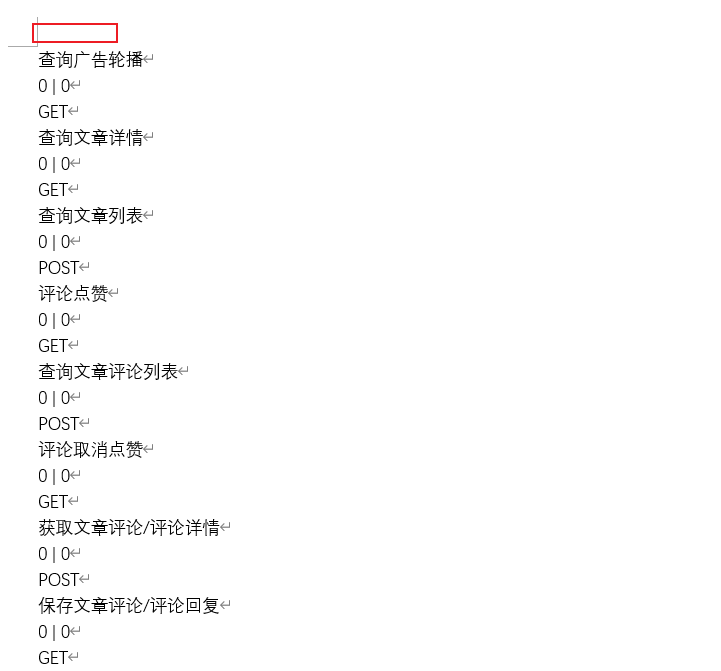 查询广告轮播
0 | 0
GET
查询文章详情
0 | 0
GET
查询文章列表
0 | 0
POST
评论点赞
0 | 0
GET
查询文章评论列表
0 | 0
POST
评论取消点赞
0 | 0
GET
获取文章评论/评论详情
0 | 0
POST
保存文章评论/评论回复
0 | 0
GET